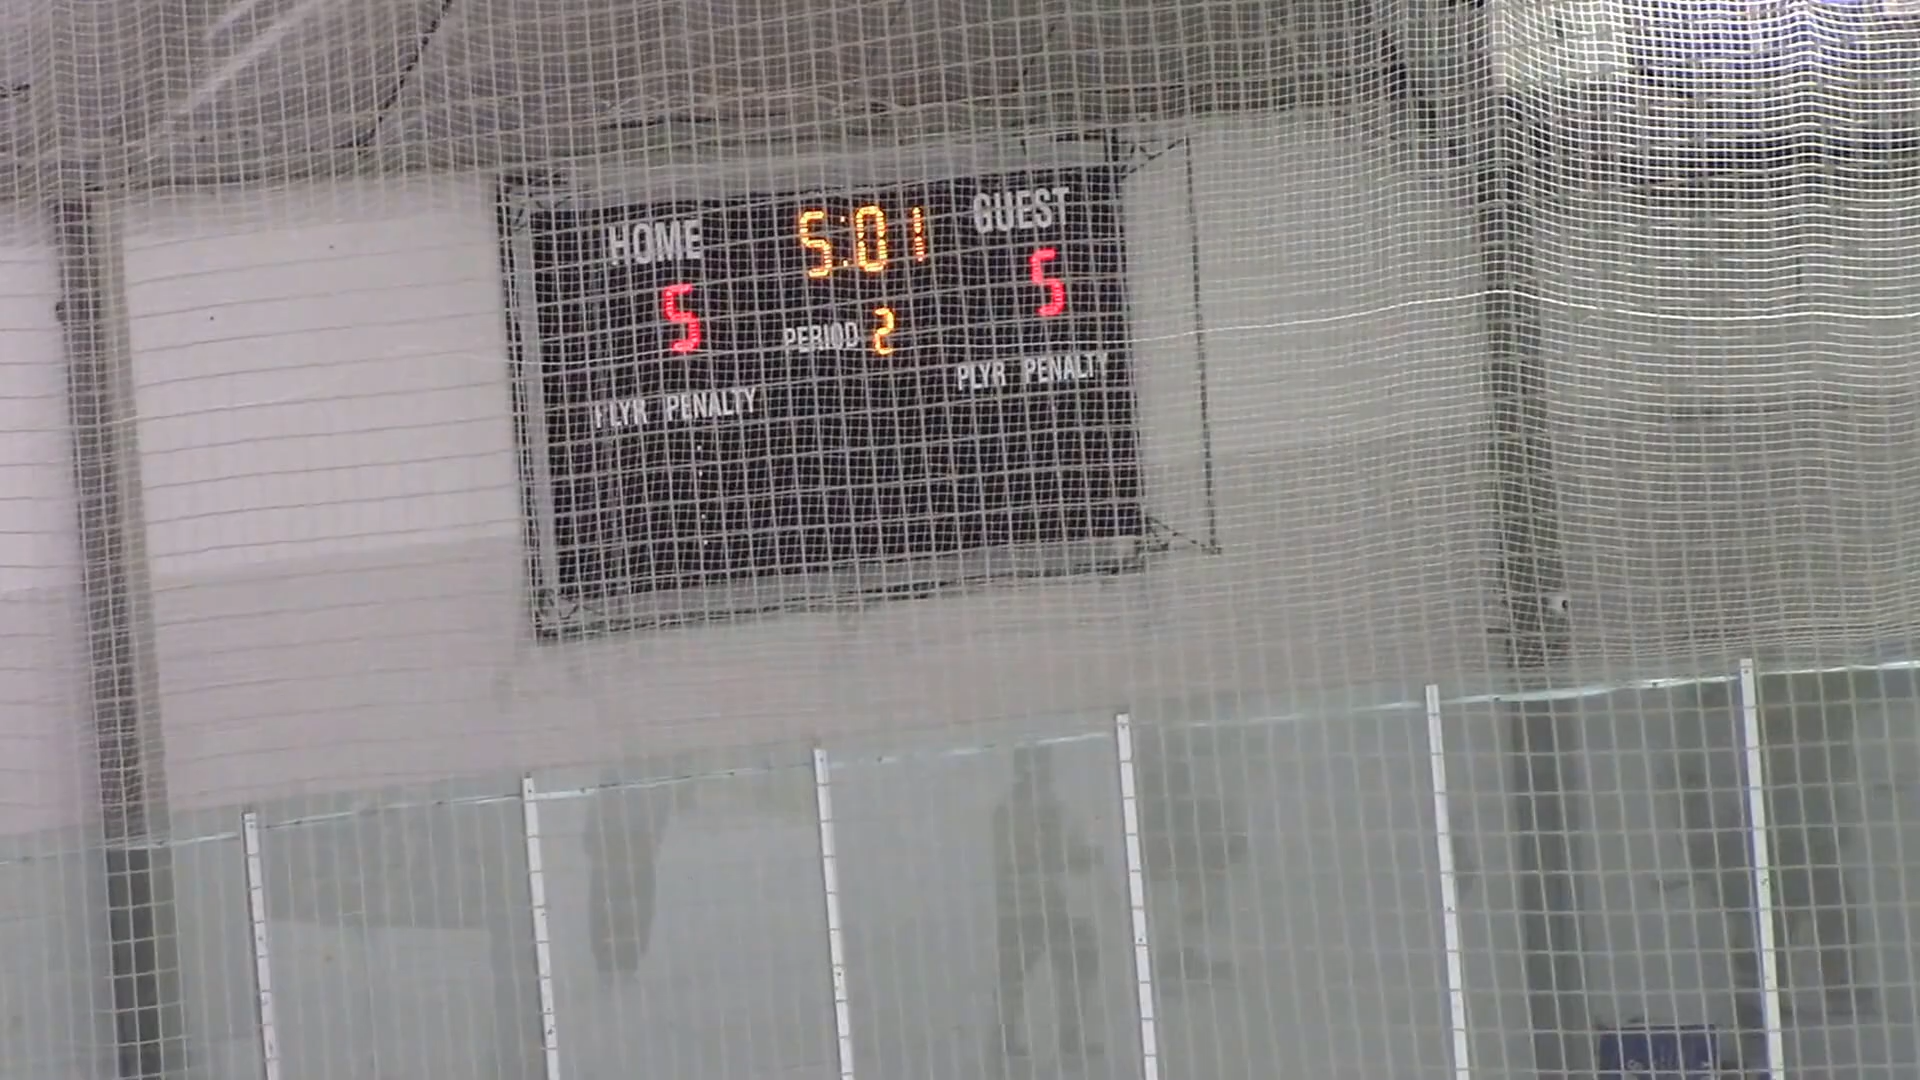 HOME 5:01 GUEST
5 5
PERIOD 2
PLYR PENALTY PLYR PENALTY